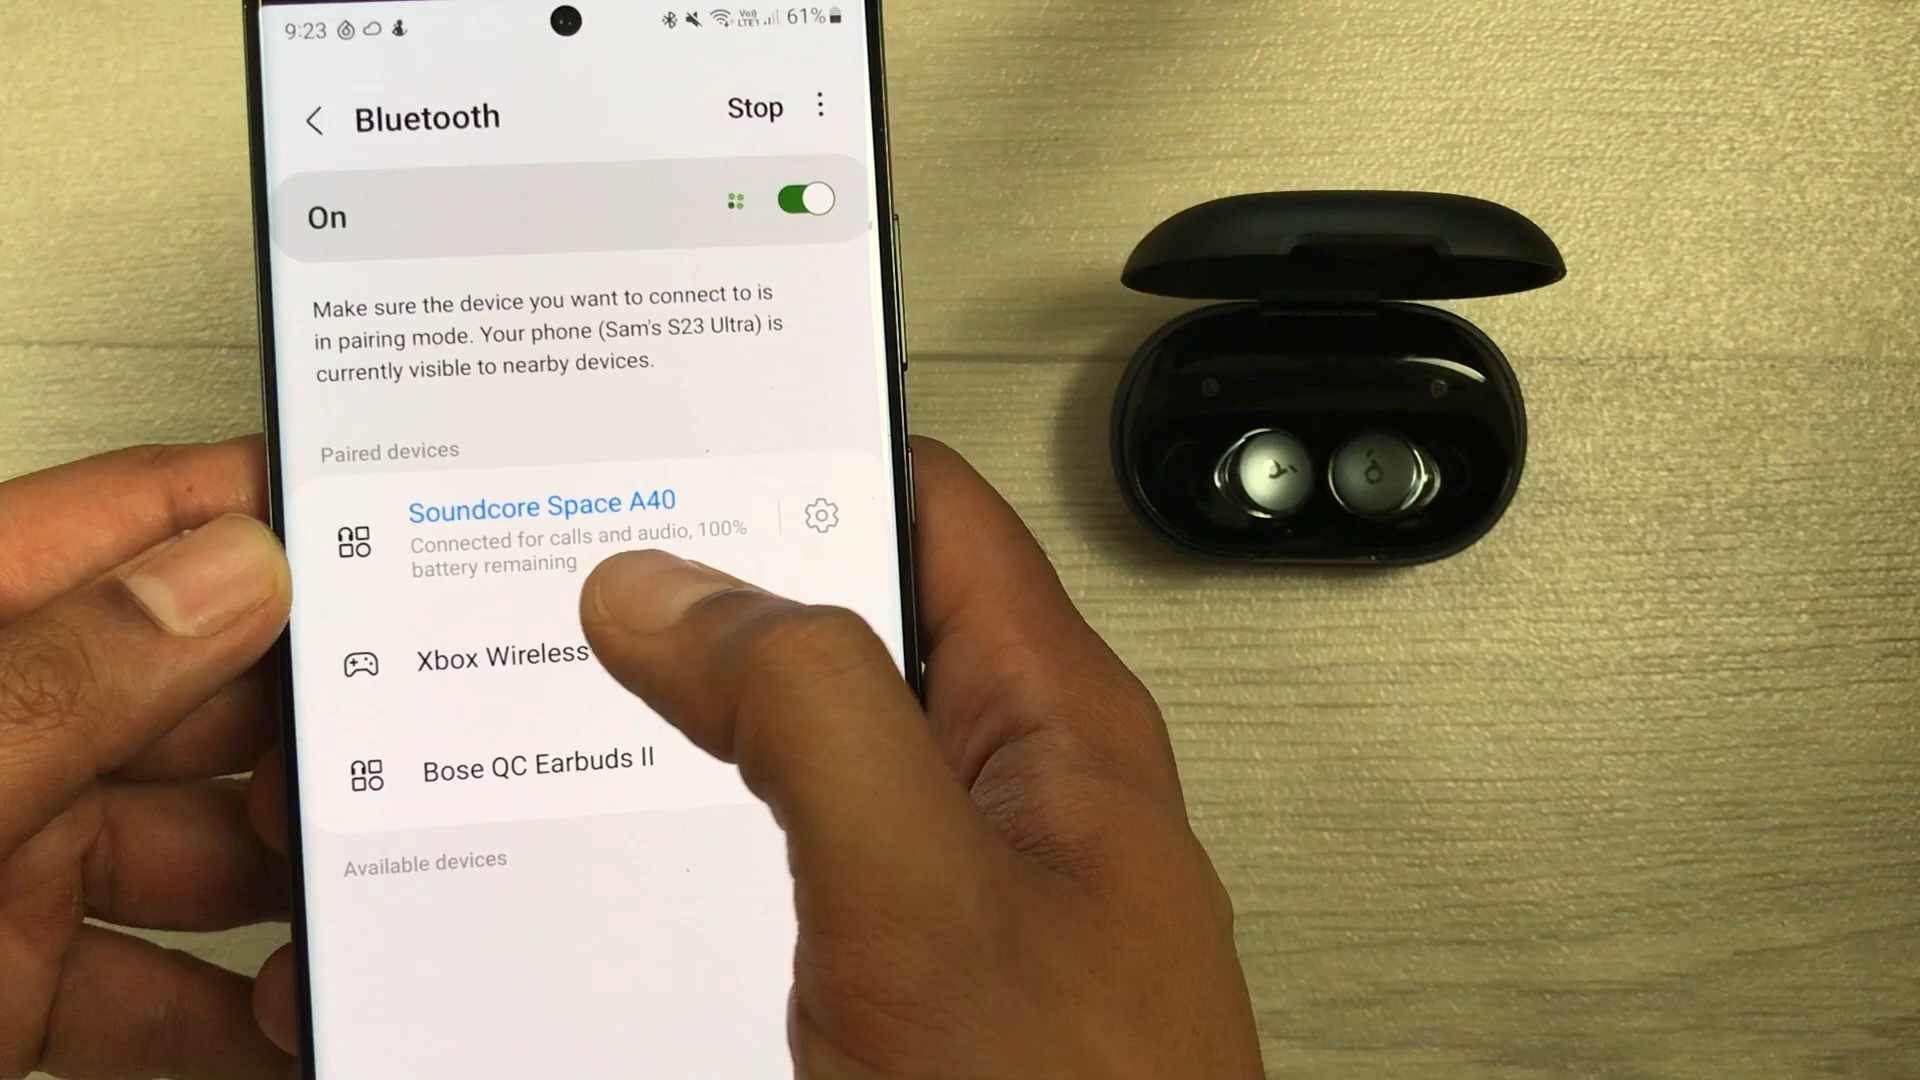 9:23
Vo)) LTE1 61%
Bluetooth
Stop
On
Make sure the device you want to connect to is
in pairing mode. Your phone (Sam's S23 Ultra) is
currently visible to nearby devices.
Paired devices
Soundcore Space A40
Connected for calls and audio, 100%
battery remaining
Xbox Wireless
Bose QC Earbuds II
Available devices